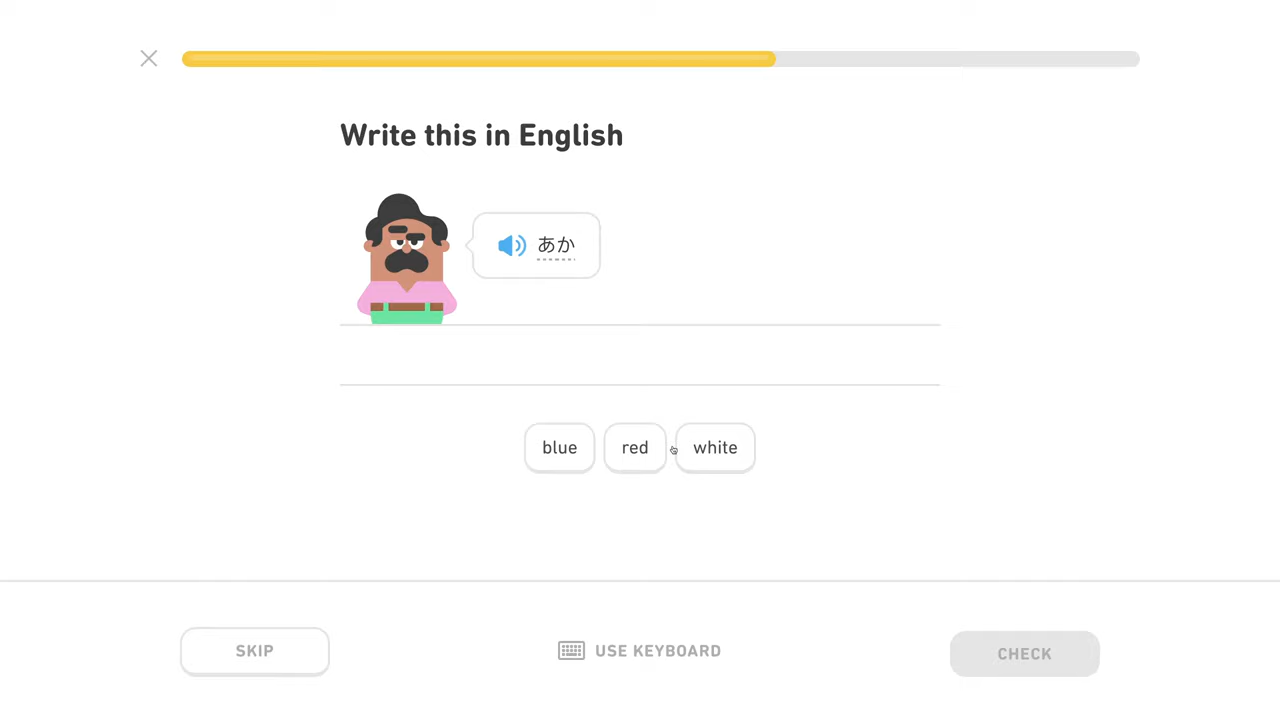 Write this in English
あか
blue red white
SKIP USE KEYBOARD CHECK